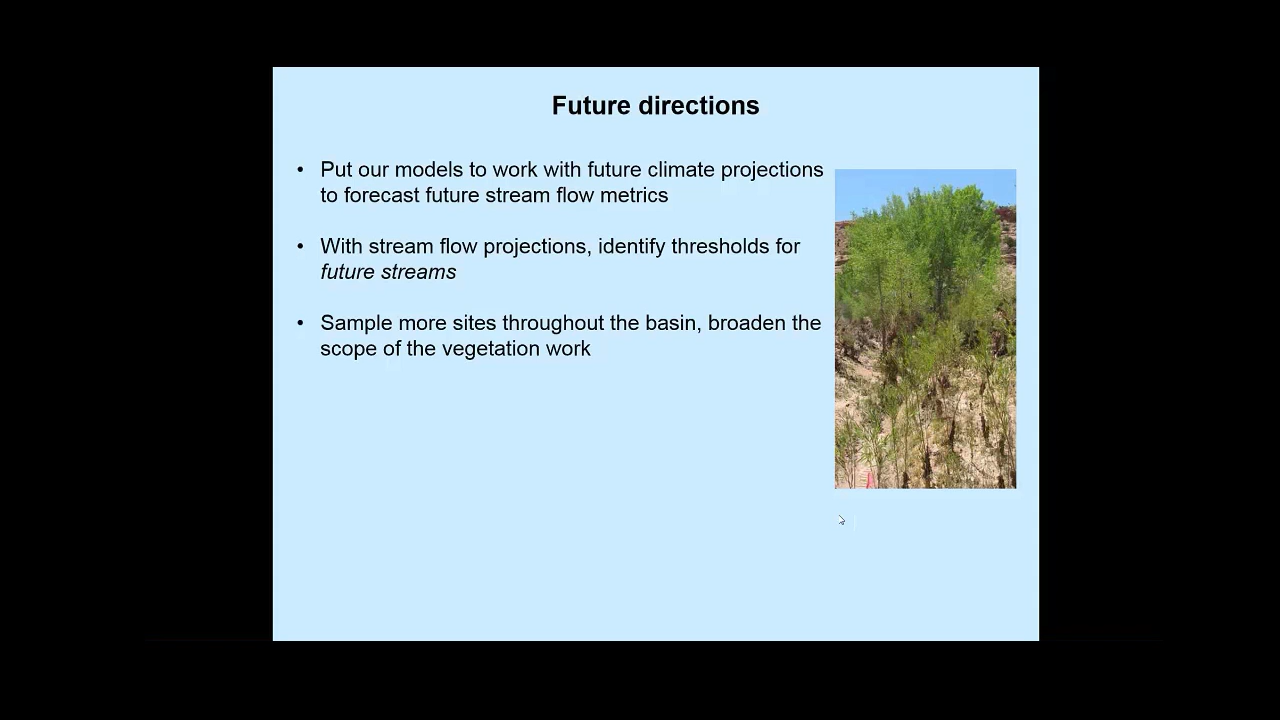 Future directions
• Put our models to work with future climate projections
to forecast future stream flow metrics
• With stream flow projections, identify thresholds for
future streams
• Sample more sites throughout the basin, broaden the
scope of the vegetation work